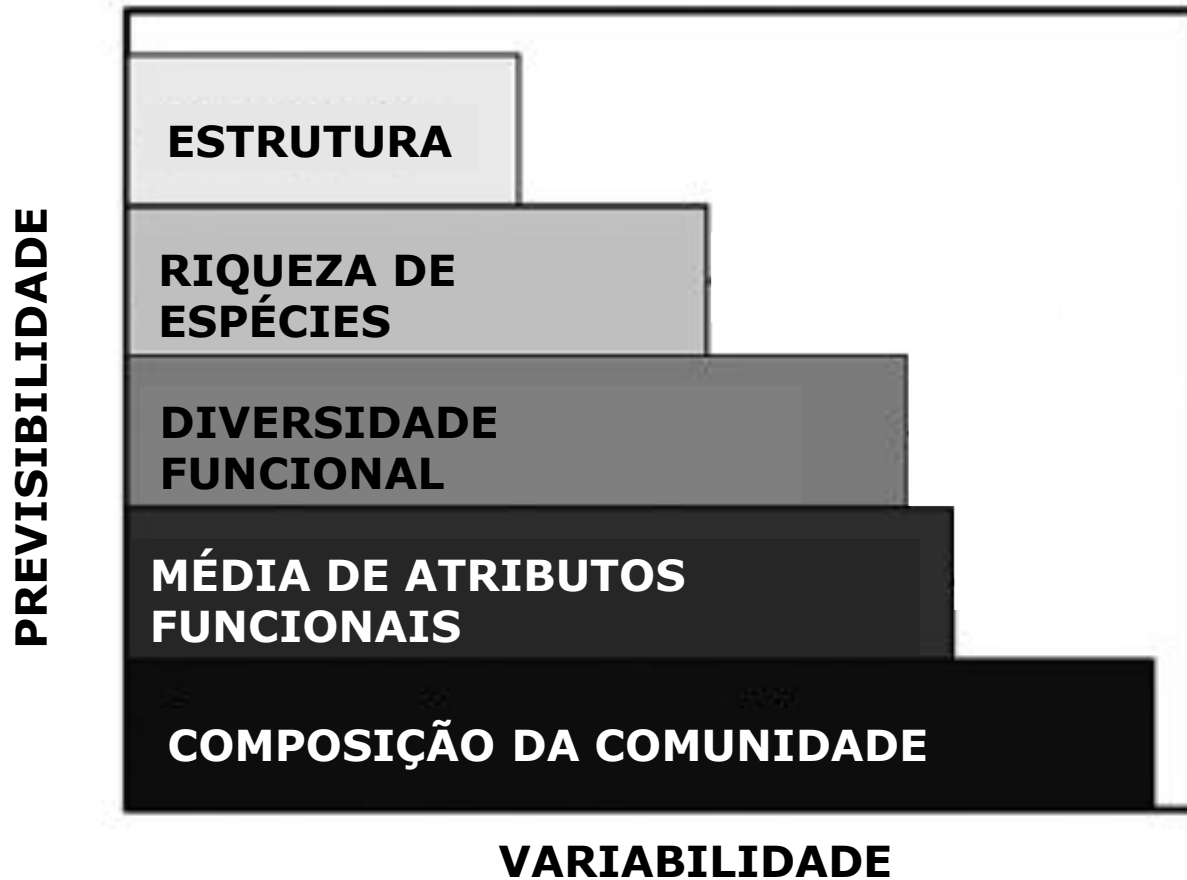 PREVISIBILIDADE
ESTRUTURA
RIQUEZA DE
ESPÉCIES
DIVERSIDADE
FUNCIONAL
MÉDIA DE ATRIBUTOS
FUNCIONAIS
COMPOSIÇÃO DA COMUNIDADE
VARIABILIDADE